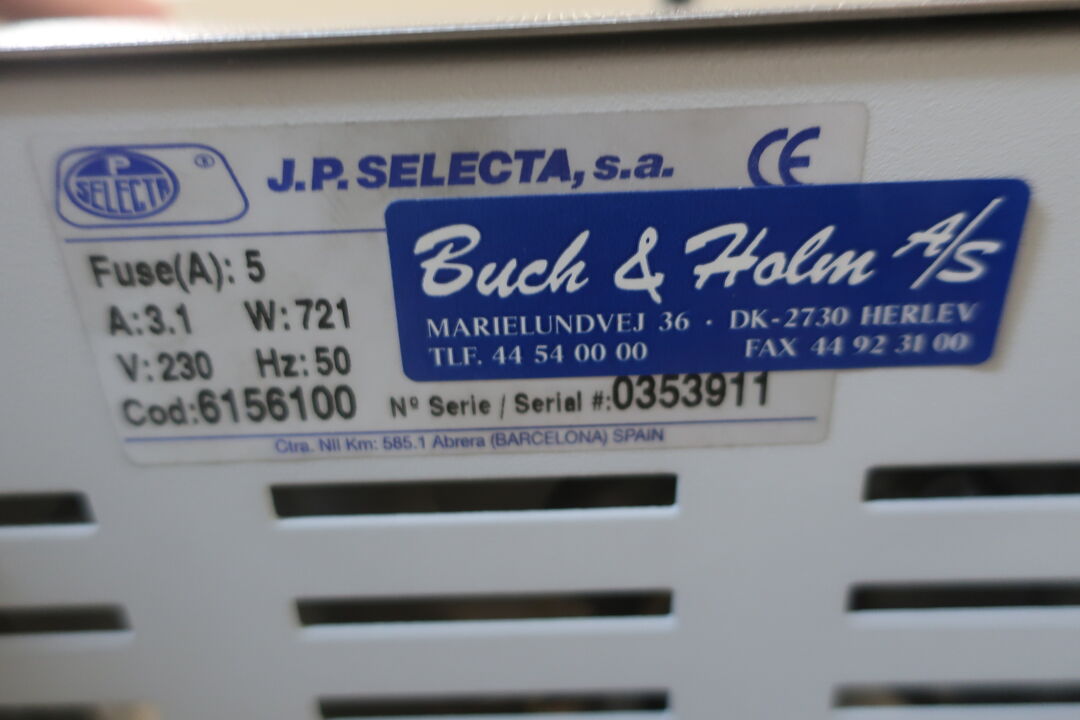 P
SELECTA
®
J.P. SELECTA, s.a.
CE
Fuse(A): 5
A: 3.1 W: 721
V: 230 Hz: 50
Cod: 6156100 Nº Serie / Serial #: 0353911
Ctra. NII Km: 585.1 Abrera (BARCELONA) SPAIN
Buch & Holm A/S
MARIELUNDVEJ 36 · DK-2730 HERLEV
TLF. 44 54 00 00 FAX 44 92 31 00